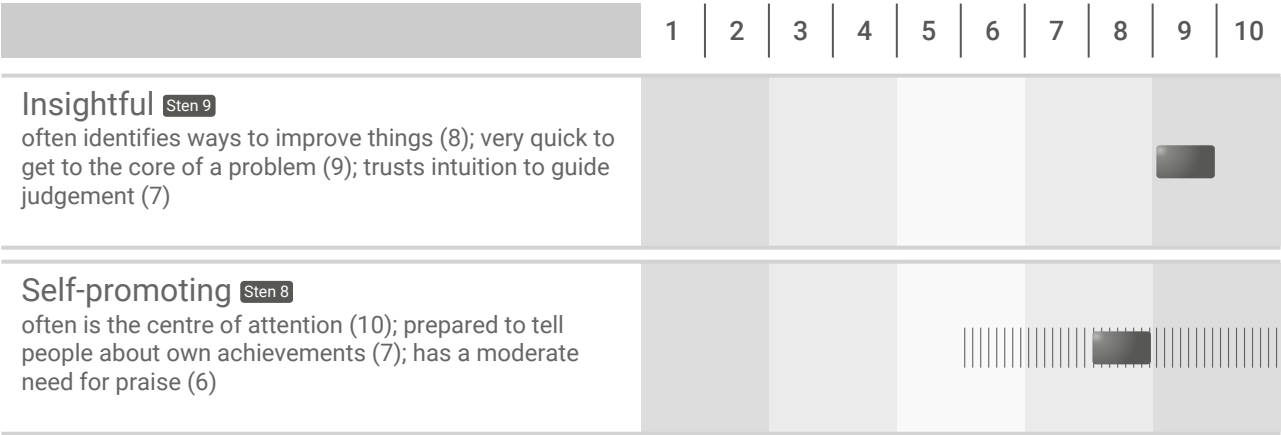 1 2 3 4 5 6 7 8 9 10
Insightful Sten 9
often identifies ways to improve things (8); very quick to
get to the core of a problem (9); trusts intuition to guide
judgement (7)
Self-promoting Sten 8
often is the centre of attention (10); prepared to tell
people about own achievements (7); has a moderate
need for praise (6)